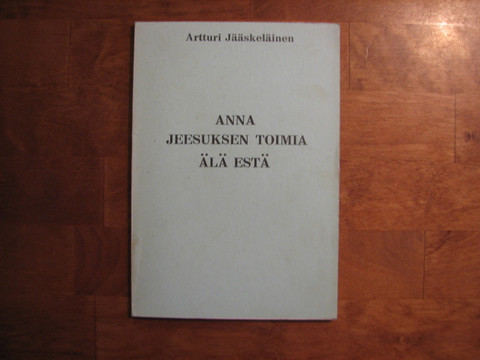 Artturi Jääskeläinen
ANNA
JEESUKSEN TOIMIA
ÄLÄ ESTÄ